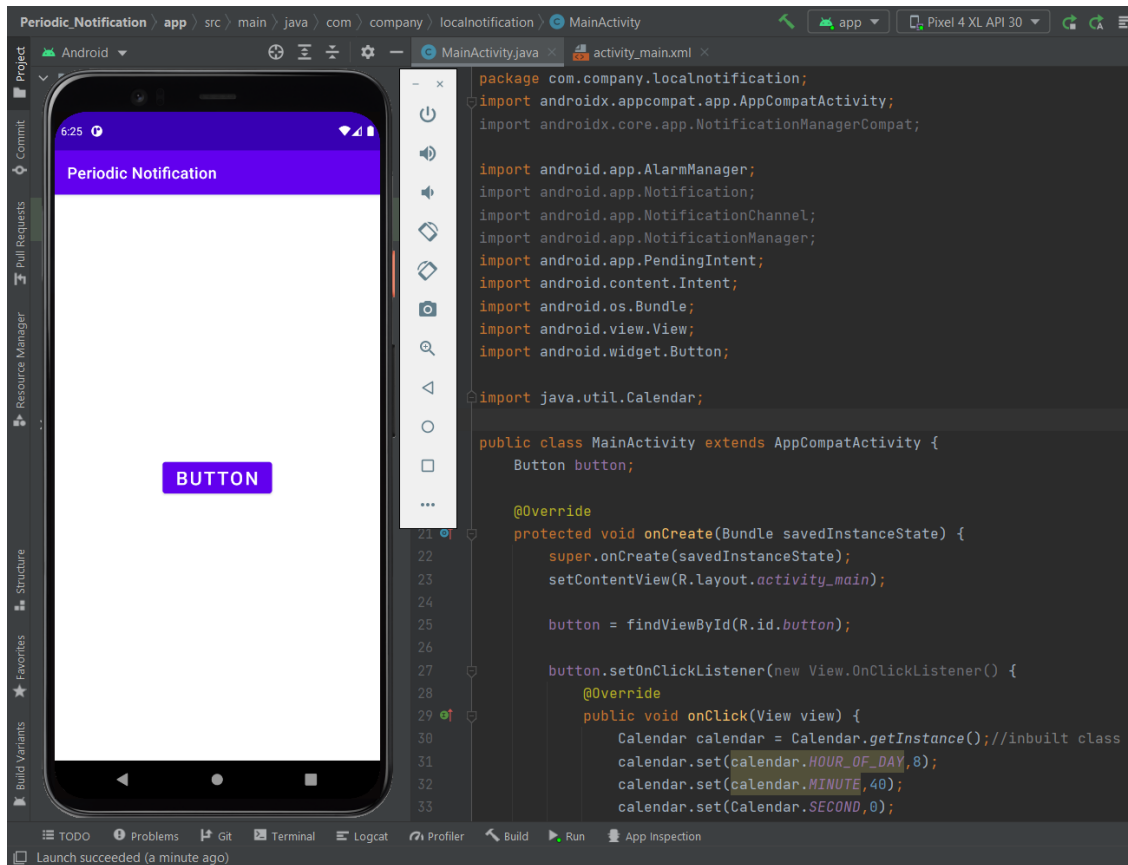 Periodic_Notification app src main java com company localnotification MainActivity app Pixel 4 XL API 30
Android MainActivity.java activity_main.xml
Project
Commit
Pull Requests
Resource Manager
Structure
Favorites
Build Variants
6:25
Periodic Notification
BUTTON
package com.company.localnotification;
import androidx.appcompat.app.AppCompatActivity;
import androidx.core.app.NotificationManagerCompat;
import android.app.AlarmManager;
import android.app.Notification;
import android.app.NotificationChannel;
import android.app.NotificationManager;
import android.app.PendingIntent;
import android.content.Intent;
import android.os.Bundle;
import android.view.View;
import android.widget.Button;
import java.util.Calendar;
public class MainActivity extends AppCompatActivity {
Button button;
@Override
21 protected void onCreate(Bundle savedInstanceState) {
22 super.onCreate(savedInstanceState);
23 setContentView(R.layout.activity_main);
24
25 button = findViewById(R.id.button);
26
27 button.setOnClickListener(new View.OnClickListener() {
28 @Override
29 public void onClick(View view) {
30 Calendar calendar = Calendar.getInstance();//inbuilt class
31 calendar.set(calendar.HOUR_OF_DAY,8);
32 calendar.set(calendar.MINUTE,40);
33 calendar.set(Calendar.SECOND,0);
TODO Problems Git Terminal Logcat Profiler Build Run App Inspection
Launch succeeded (a minute ago)